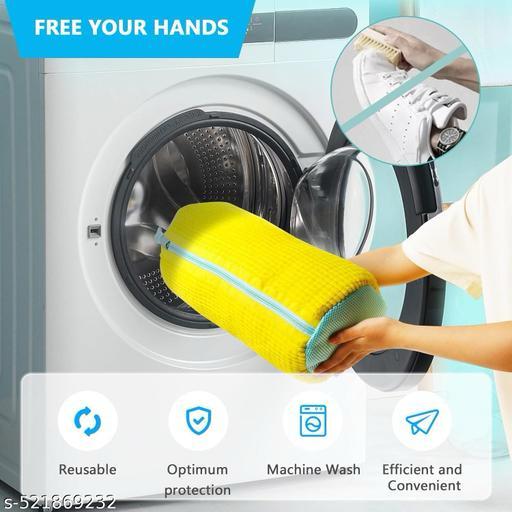 FREE YOUR HANDS
Reusable
Optimum
protection
Machine Wash
Efficient and
Convenient
s-521869232